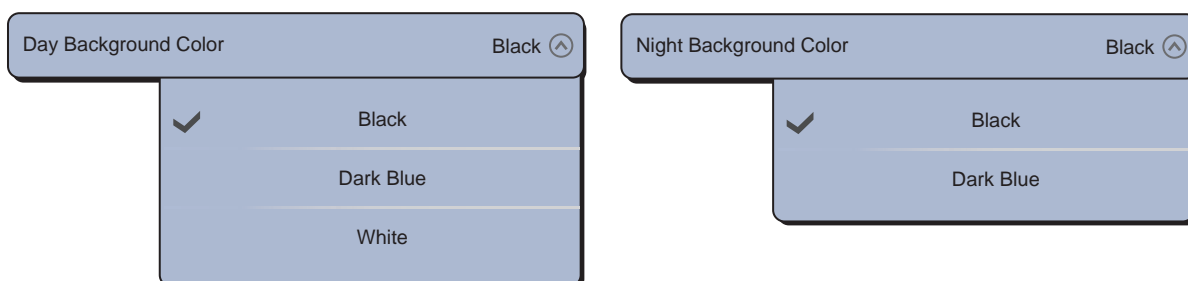 Day Background Color Black
Black
Dark Blue
White
Night Background Color Black
Black
Dark Blue